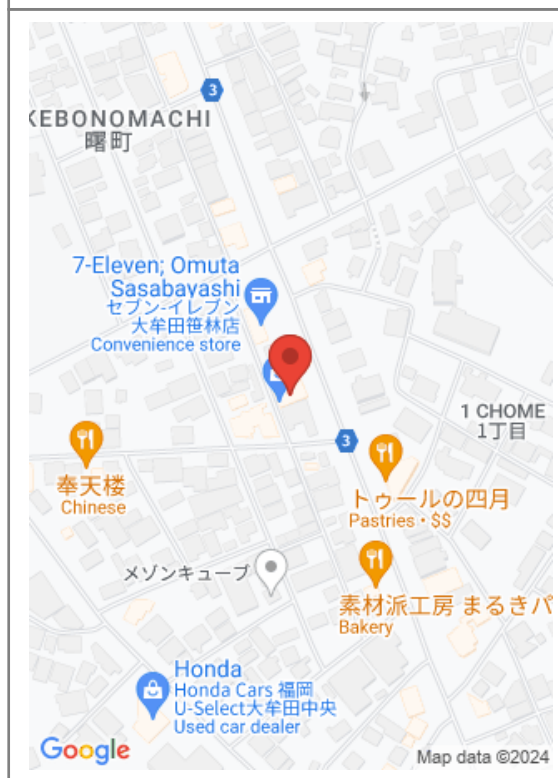 3
KEBONOMACHI
曙町
7-Eleven; Omuta
Sasabayashi
セブン-イレブン
大牟田笹林店
Convenience store
1 CHOME
1丁目
3
奉天楼
Chinese
トゥールの四月
Pastries・$$
メゾンキューブ
素材派工房 まるきパ
Bakery
Honda
Honda Cars 福岡
U-Select大牟田中央
Used car dealer
Google
Map data ©2024